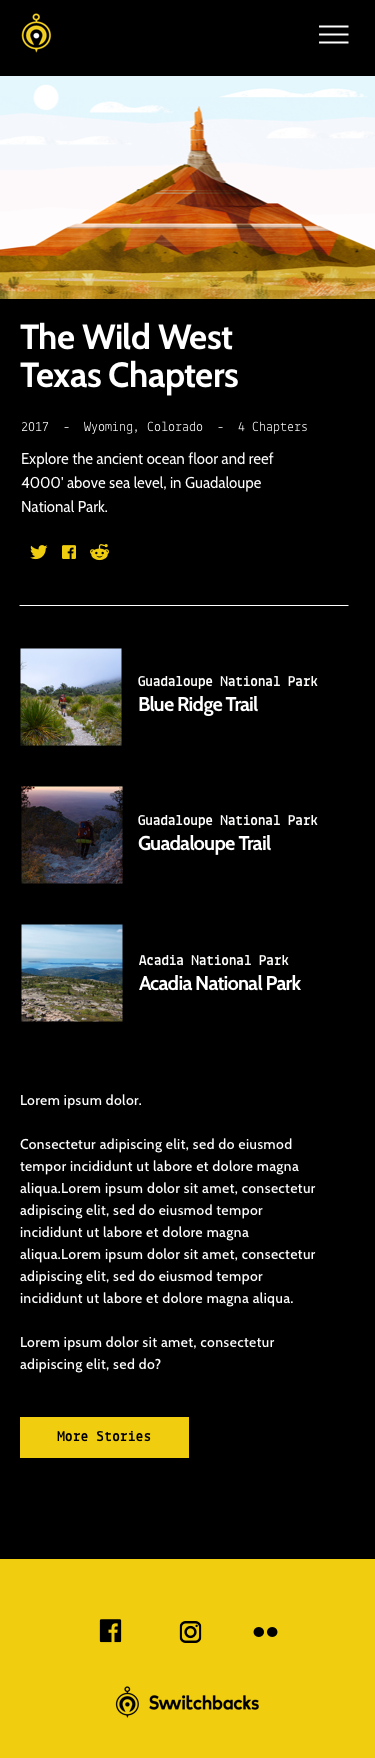 The Wild West
Texas Chapters
2017 - Wyoming, Colorado - 4 Chapters
Explore the ancient ocean floor and reef
4000' above sea level, in Guadaloupe
National Park.
Guadaloupe National Park
Blue Ridge Trail
Guadaloupe National Park
Guadaloupe Trail
Acadia National Park
Acadia National Park
Lorem ipsum dolor.
Consectetur adipiscing elit, sed do eiusmod
tempor incididunt ut labore et dolore magna
aliqua.Lorem ipsum dolor sit amet, consectetur
adipiscing elit, sed do eiusmod tempor
incididunt ut labore et dolore magna
aliqua.Lorem ipsum dolor sit amet, consectetur
adipiscing elit, sed do eiusmod tempor
incididunt ut labore et dolore magna aliqua.
Lorem ipsum dolor sit amet, consectetur
adipiscing elit, sed do?
More Stories
Switchbacks